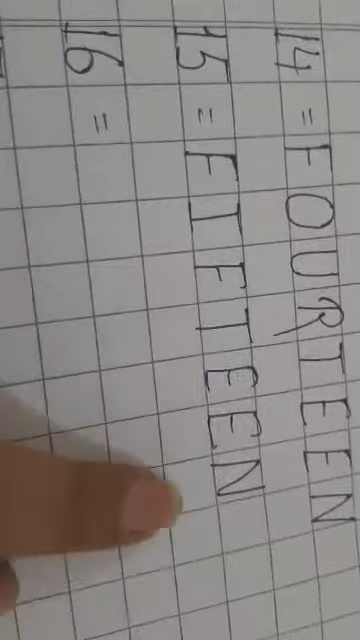 14 = FOURTEEN
15 = FIFTEEN
16 =